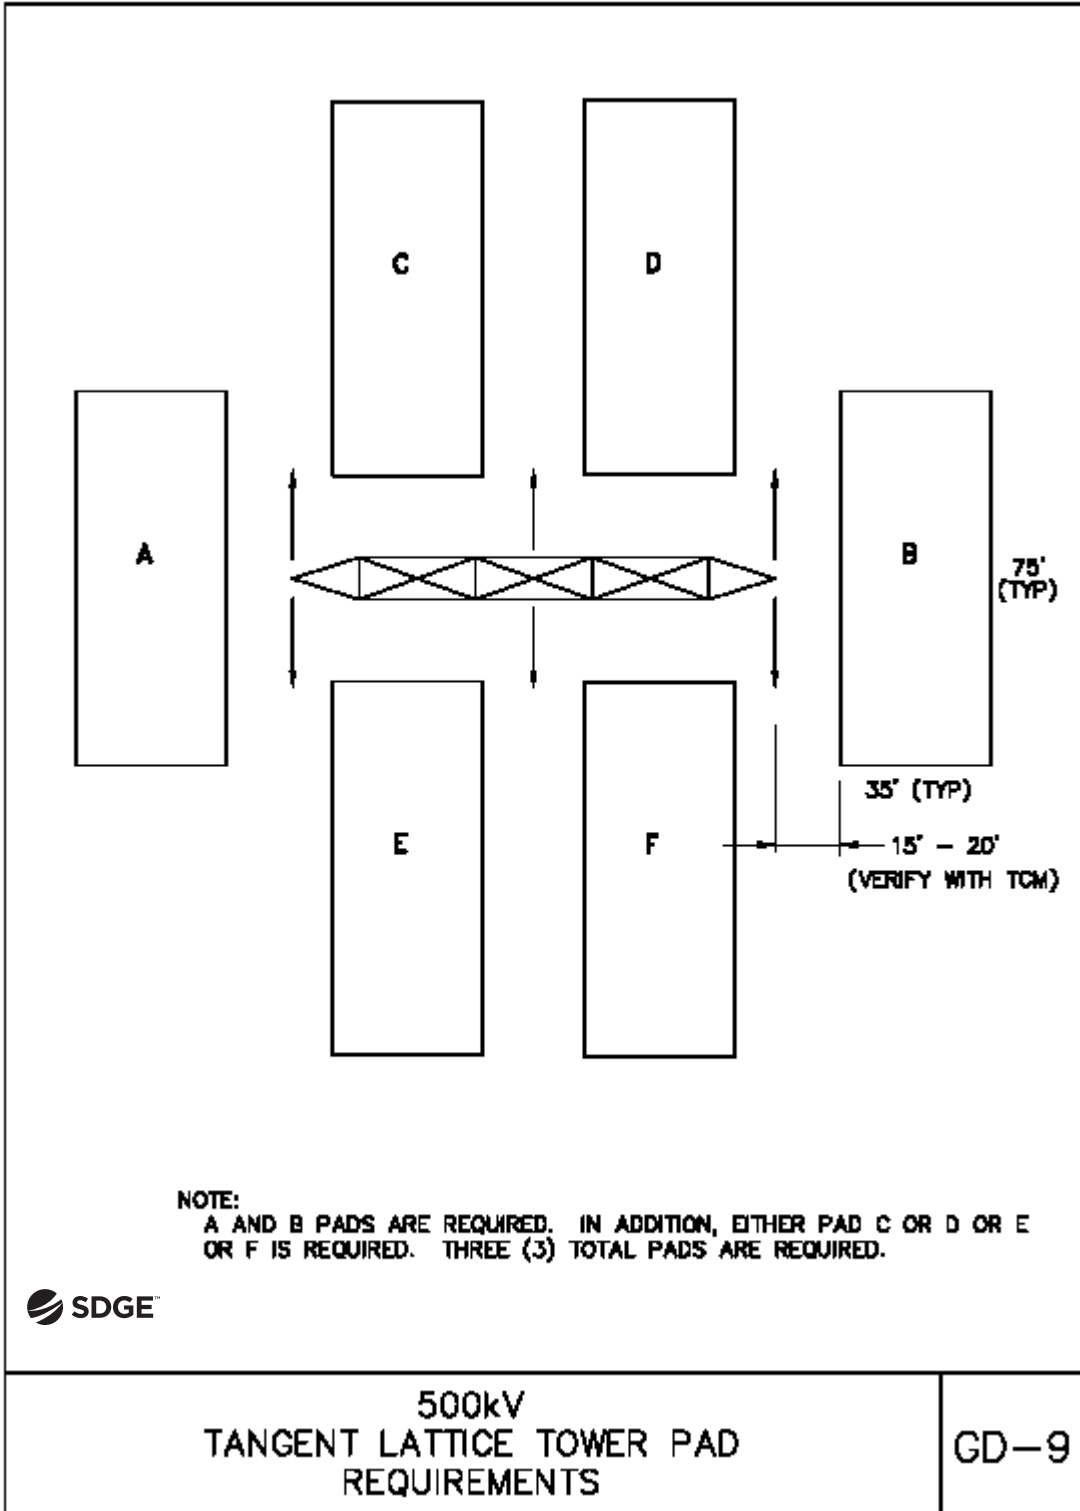 C
D
A
B
75'
(TYP)
35' (TYP)
E
F
15' – 20'
(VERIFY WITH TCM)
NOTE:
A AND B PADS ARE REQUIRED. IN ADDITION, EITHER PAD C OR D OR E
OR F IS REQUIRED. THREE (3) TOTAL PADS ARE REQUIRED.
SDGE™
500kV
TANGENT LATTICE TOWER PAD
REQUIREMENTS
GD–9